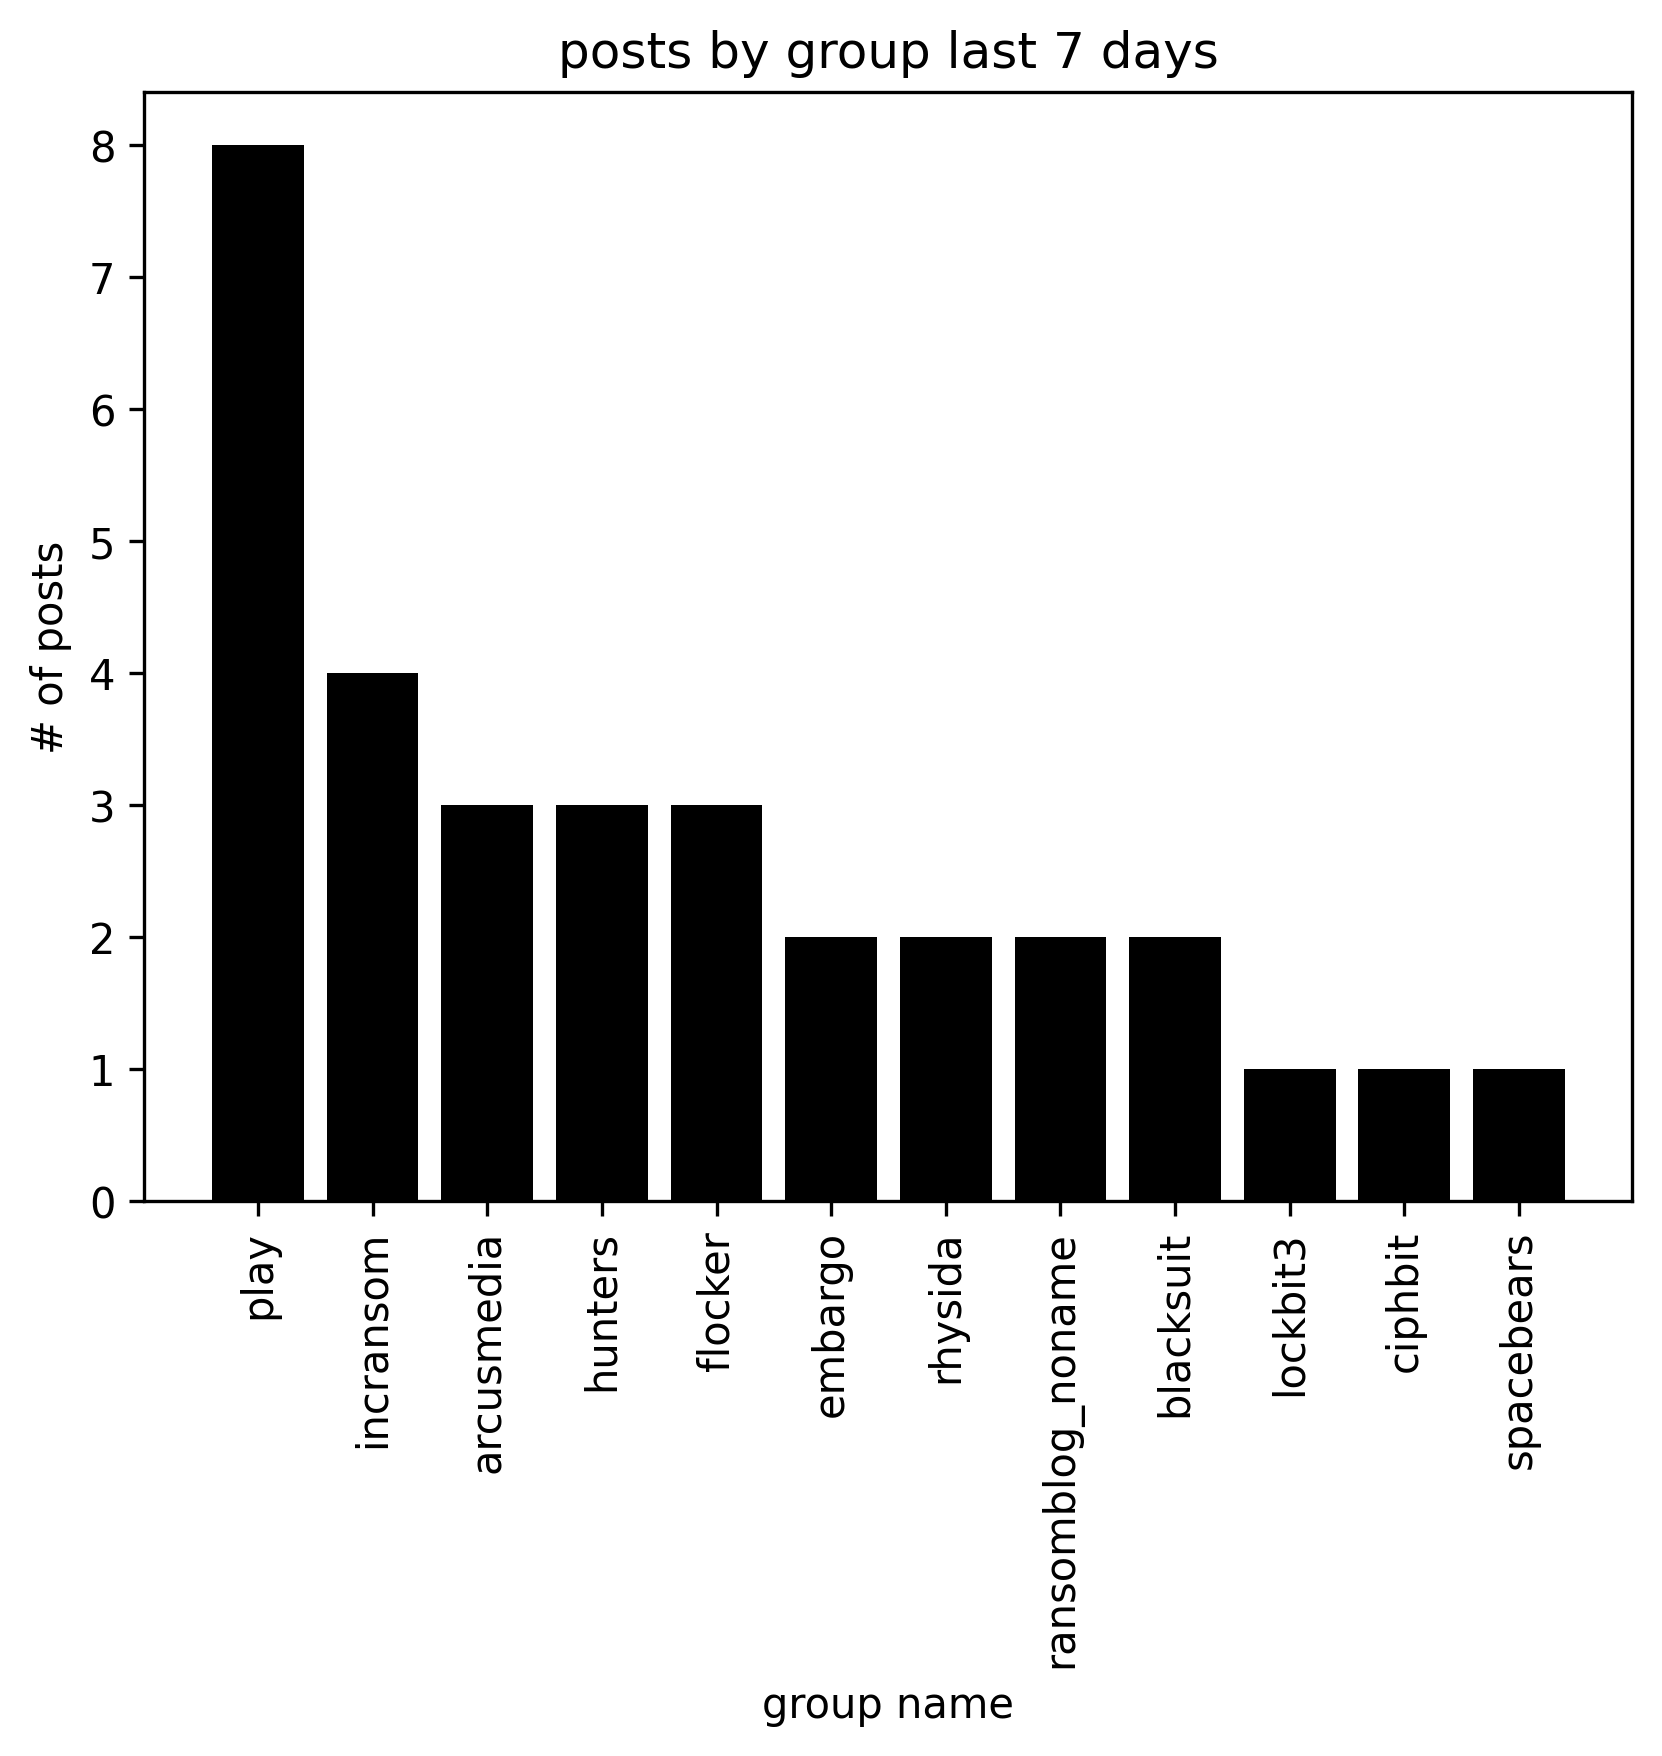 posts by group last 7 days
# of posts
8
7
6
5
4
3
2
1
0
play
incransom
arcusmedia
hunters
flocker
embargo
rhysida
ransomblog_noname
blacksuit
lockbit3
ciphbit
spacebears
group name